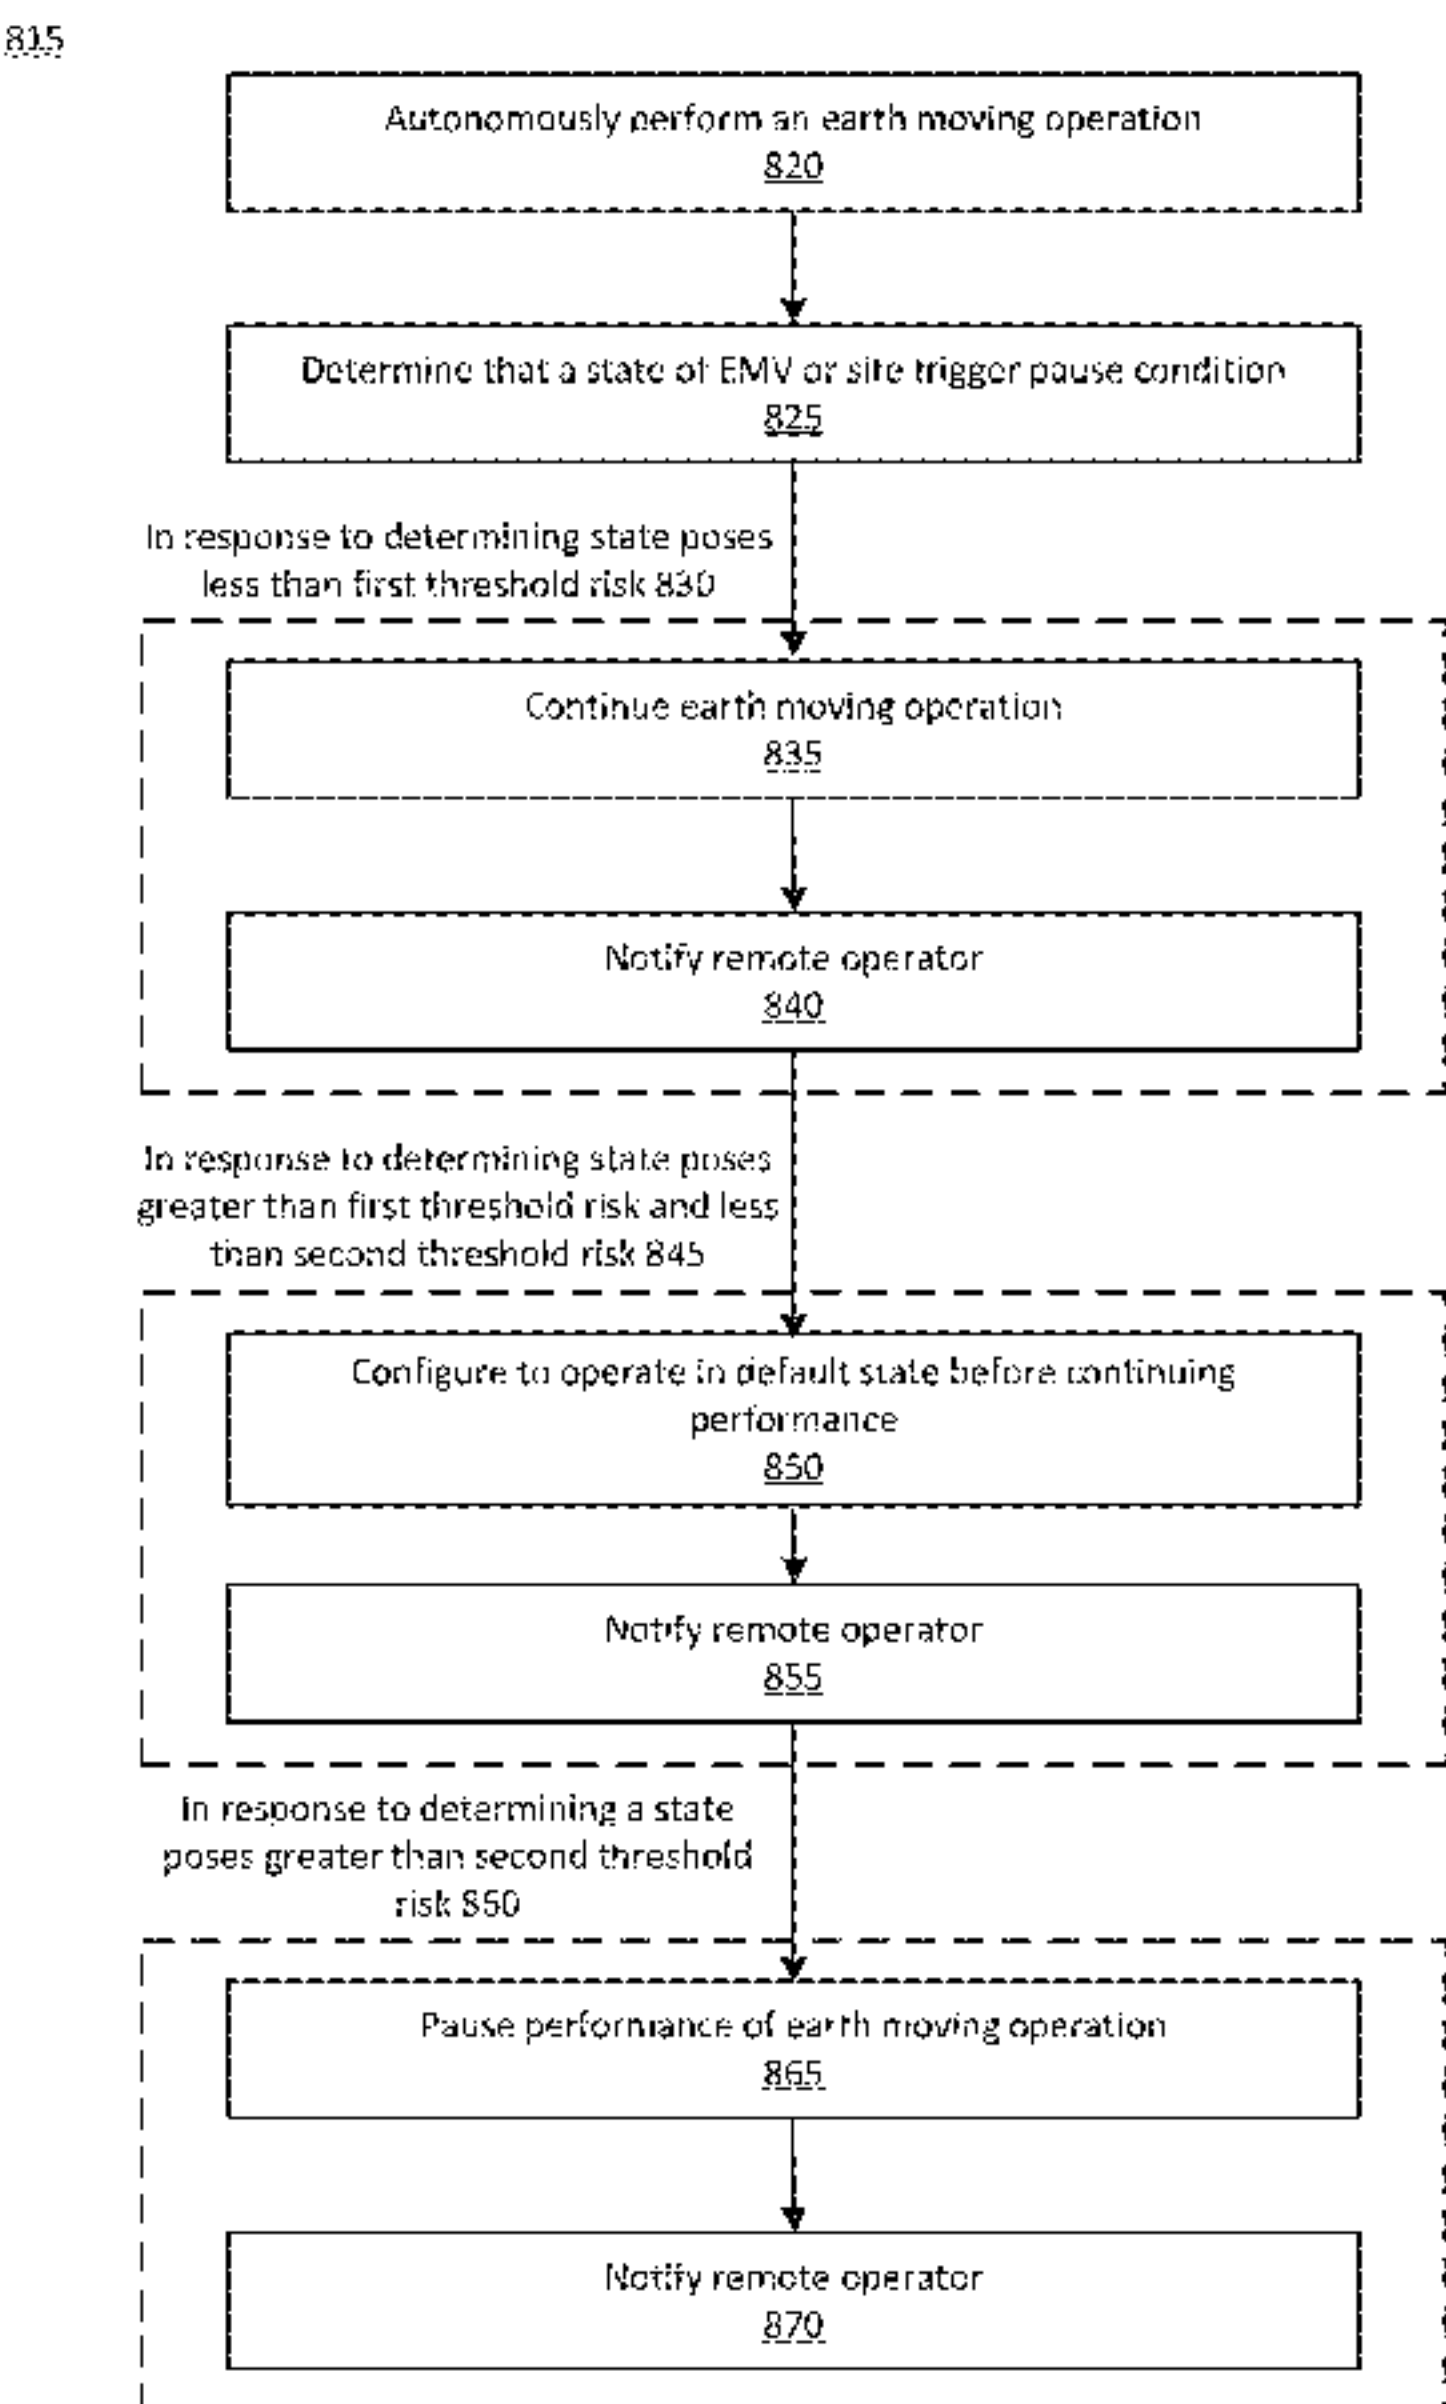 815
Autonomously perform an earth moving operation
820
Determine that a state of EMV or site trigger pause condition
825
In response to determining state poses
less than first threshold risk 830
Continue earth moving operation
835
Notify remote operator
840
In response to determining state poses
greater than first threshold risk and less
than second threshold risk 845
Configure to operate in default state before continuing
performance
850
Notify remote operator
855
In response to determining a state
poses greater than second threshold
risk 860
Pause performance of earth moving operation
865
Notify remote operator
870